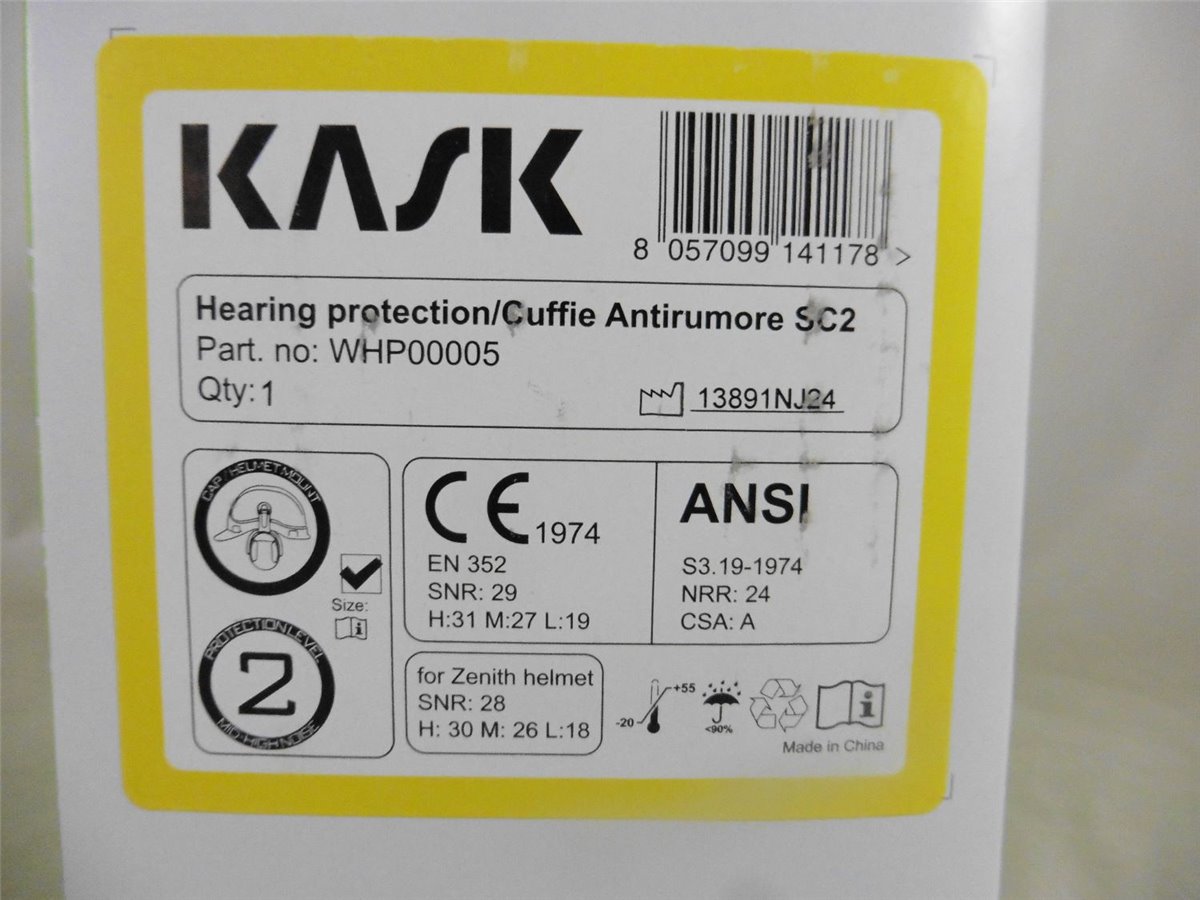 KASK
8 057099 141178 >
Hearing protection/Cuffie Antirumore SC2
Part. no: WHP00005
Qty: 1
13891NJ24
CAP / HELMET MOUNT
Size:
i
PROTECTION LEVEL
2
MID-HIGH NOISE
CE 1974
EN 352
SNR: 29
H:31 M:27 L:19
ANSI
S3.19-1974
NRR: 24
CSA: A
for Zenith helmet
SNR: 28
H: 30 M: 26 L:18
-20 +55
<90%
i
Made in China